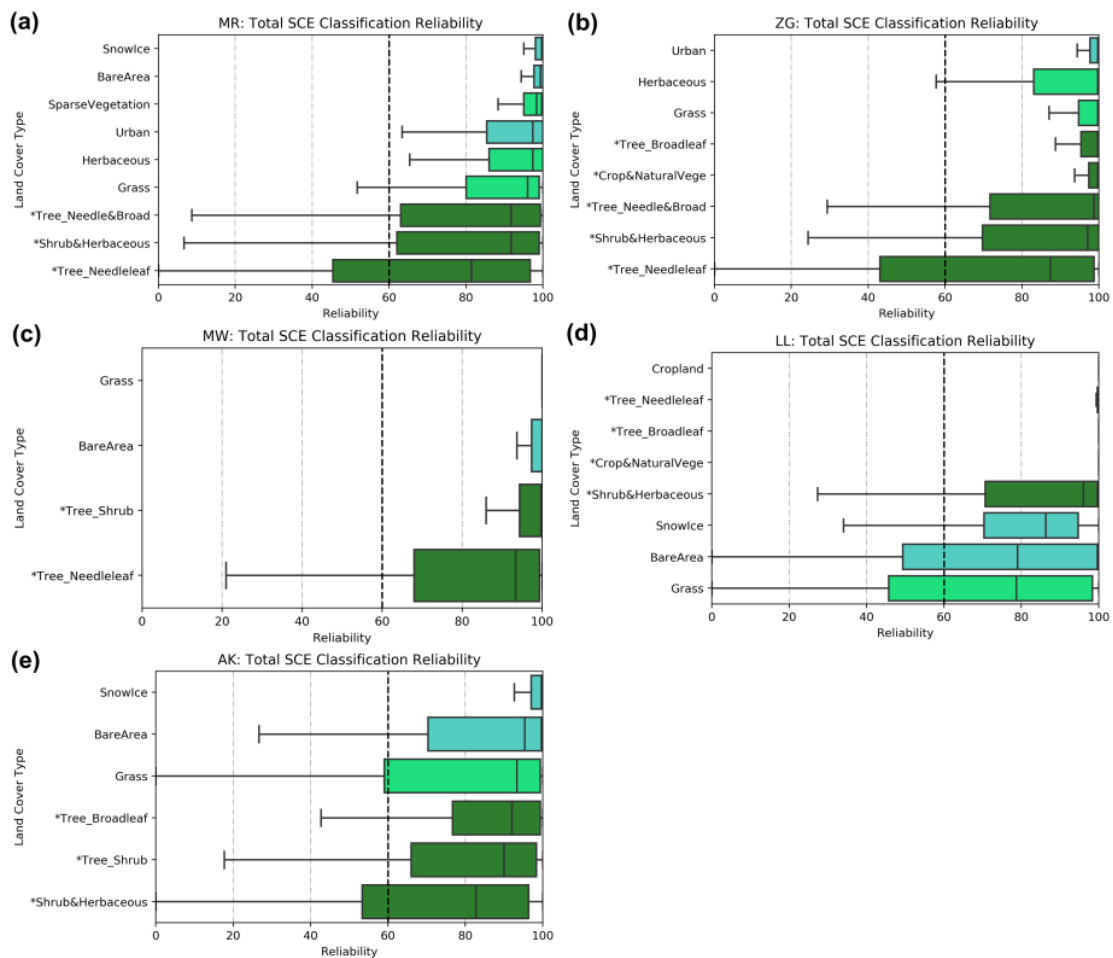 (a)
MR: Total SCE Classification Reliability
Land Cover Type
SnowIce
BareArea
SparseVegetation
Urban
Herbaceous
Grass
*Tree_Needle&Broad
*Shrub&Herbaceous
*Tree_Needleleaf
0 20 40 60 80 100
Reliability
(b)
ZG: Total SCE Classification Reliability
Land Cover Type
Urban
Herbaceous
Grass
*Tree_Broadleaf
*Crop&NaturalVege
*Tree_Needle&Broad
*Shrub&Herbaceous
*Tree_Needleleaf
0 20 40 60 80 100
Reliability
(c)
MW: Total SCE Classification Reliability
Land Cover Type
Grass
BareArea
*Tree_Shrub
*Tree_Needleleaf
0 20 40 60 80 100
Reliability
(d)
LL: Total SCE Classification Reliability
Land Cover Type
Cropland
*Tree_Needleleaf
*Tree_Broadleaf
*Crop&NaturalVege
*Shrub&Herbaceous
SnowIce
BareArea
Grass
0 20 40 60 80 100
Reliability
(e)
AK: Total SCE Classification Reliability
Land Cover Type
SnowIce
BareArea
Grass
*Tree_Broadleaf
*Tree_Shrub
*Shrub&Herbaceous
0 20 40 60 80 100
Reliability